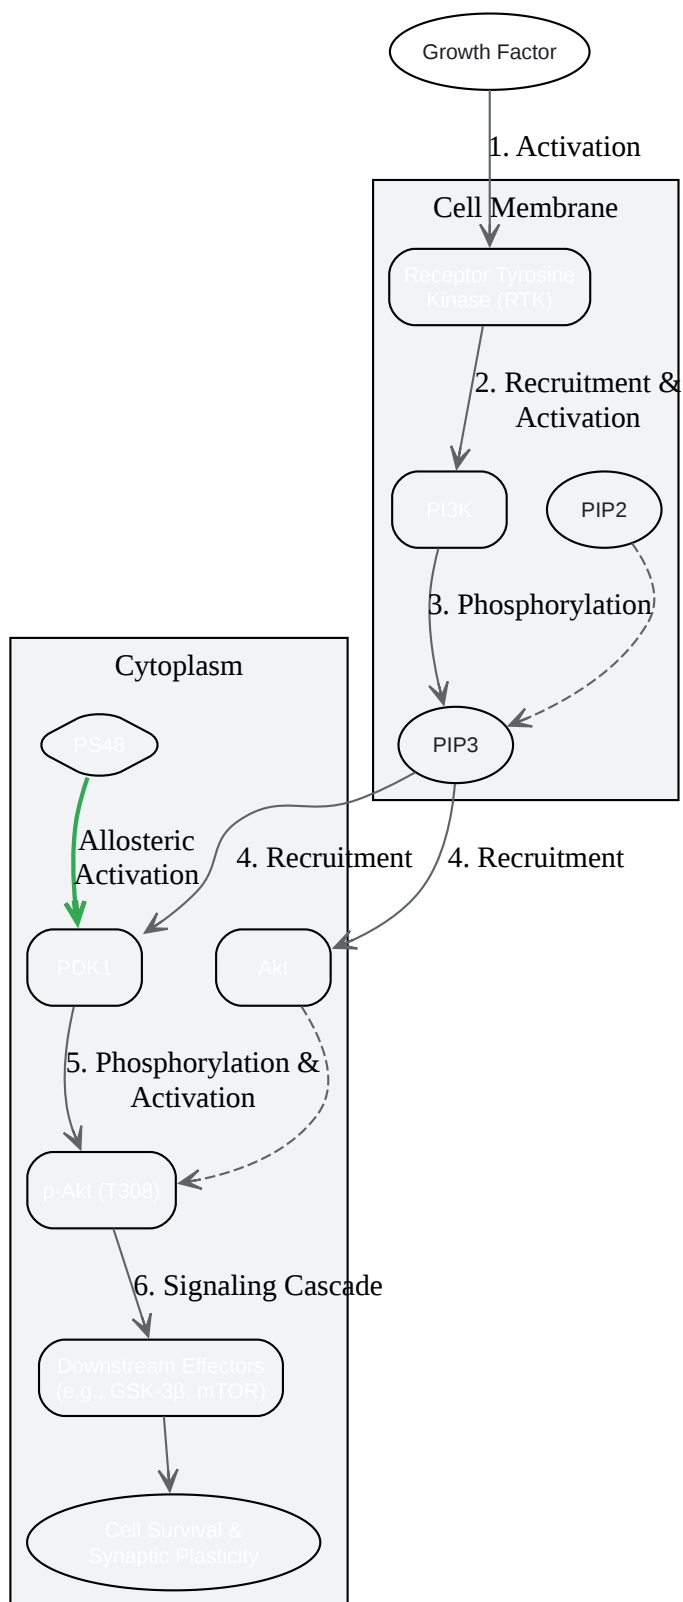 Growth Factor
1. Activation
Cell Membrane
Receptor Tyrosine
Kinase (RTK)
2. Recruitment &
Activation
PI3K
PIP2
3. Phosphorylation
Cytoplasm
PS48
PIP3
Allosteric
Activation
4. Recruitment
4. Recruitment
PDK1
Akt
5. Phosphorylation &
Activation
p-Akt (T308)
6. Signaling Cascade
Downstream Effectors
(e.g., GSK-3β, mTOR)
Cell Survival &
Synaptic Plasticity